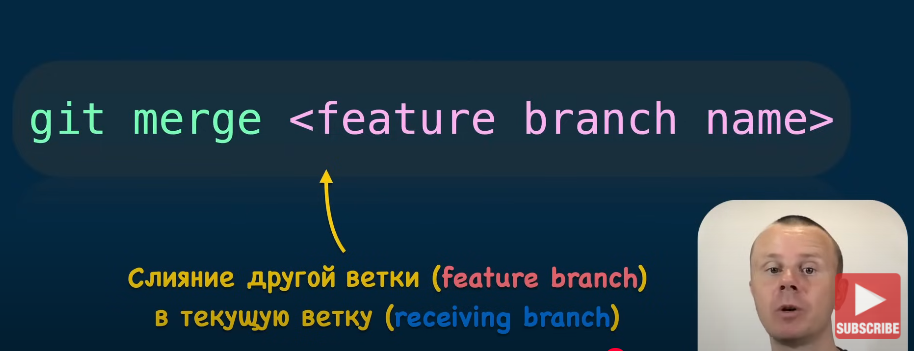 git merge <feature branch name>
Слияние другой ветки (feature branch)
в текущую ветку (receiving branch)
SUBSCRIBE